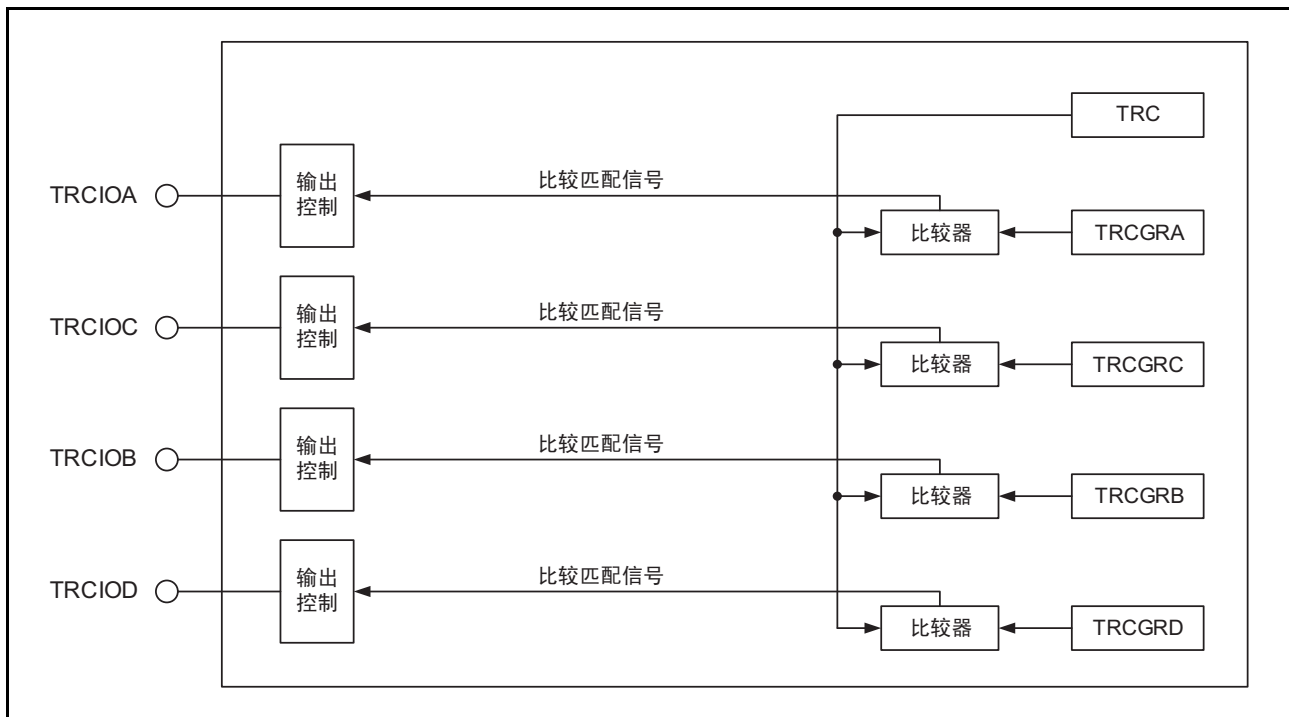 TRC
TRCIOA
输出
控制
比较匹配信号
比较器
TRCGRA
TRCIOC
输出
控制
比较匹配信号
比较器
TRCGRC
TRCIOB
输出
控制
比较匹配信号
比较器
TRCGRB
TRCIOD
输出
控制
比较匹配信号
比较器
TRCGRD